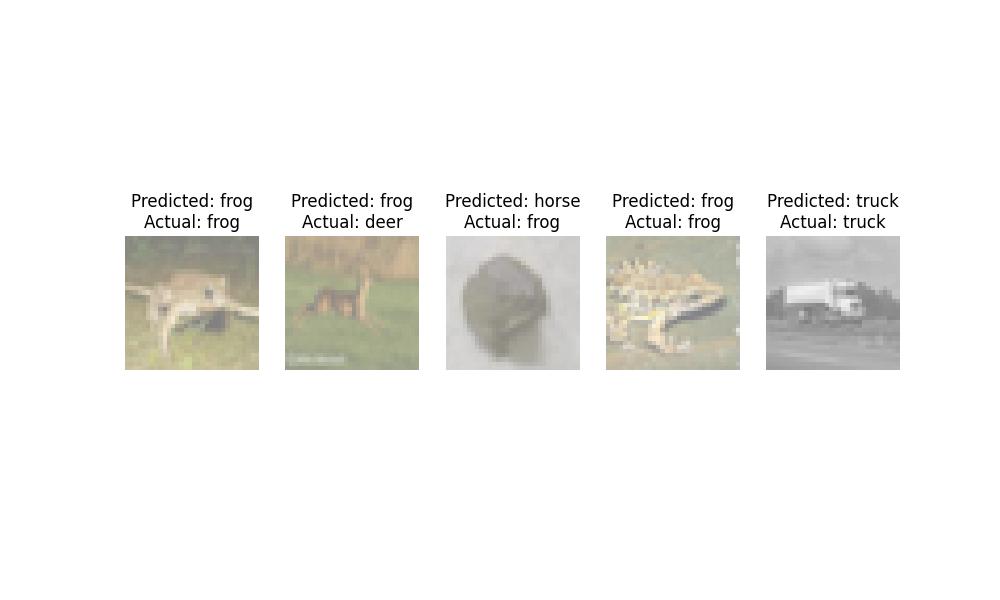 Predicted: frog
Actual: frog
Predicted: frog
Actual: deer
Predicted: horse
Actual: frog
Predicted: frog
Actual: frog
Predicted: truck
Actual: truck